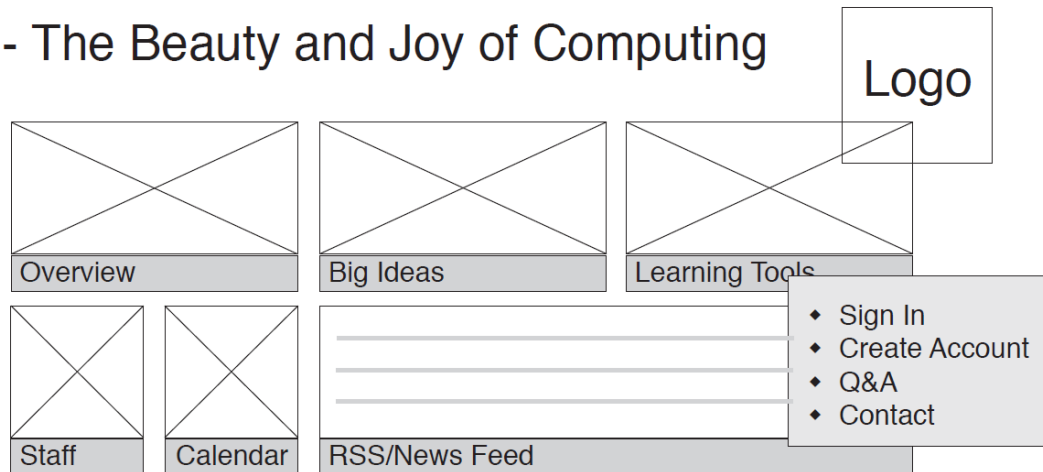 - The Beauty and Joy of Computing
Logo
Overview
Big Ideas
Learning Tools
◆ Sign In
◆ Create Account
◆ Q&A
◆ Contact
Staff
Calendar
RSS/News Feed